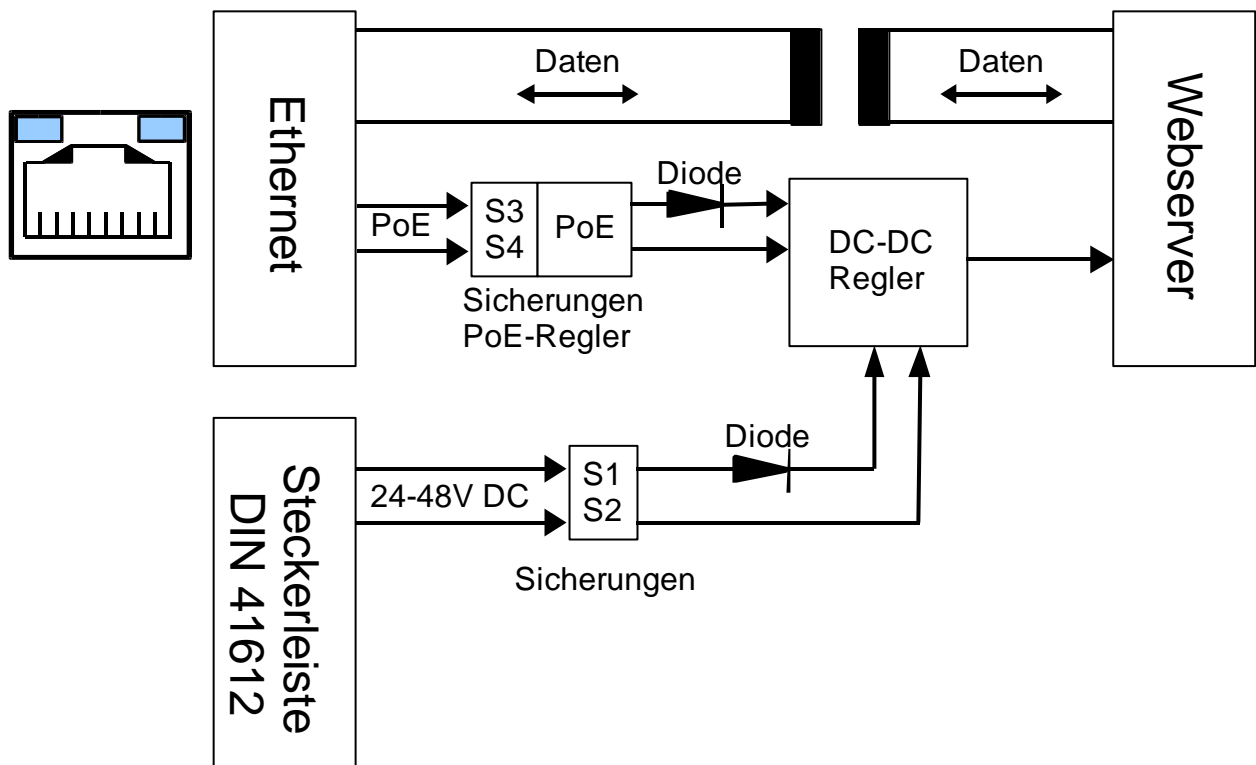 Ethernet
Daten
Daten
Webserver
Diode
PoE
S3
S4
PoE
DC-DC
Regler
Sicherungen
PoE-Regler
Steckerleiste
DIN 41612
24-48V DC
S1
S2
Diode
Sicherungen